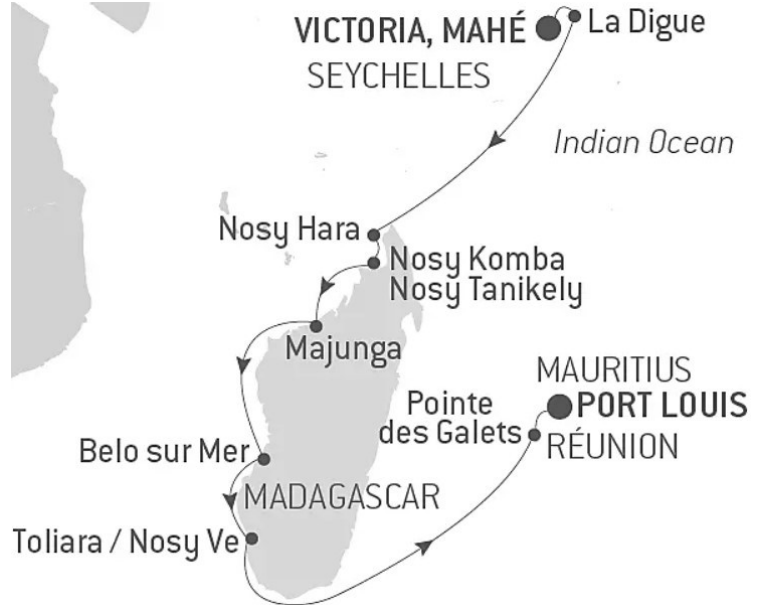 VICTORIA, MAHÉ
La Digue
SEYCHELLES
Indian Ocean
Nosy Hara
Nosy Komba
Nosy Tanikely
Majunga
MAURITIUS
Pointe
PORT LOUIS
des Galets
RÉUNION
Belo sur Mer
MADAGASCAR
Toliara / Nosy Ve